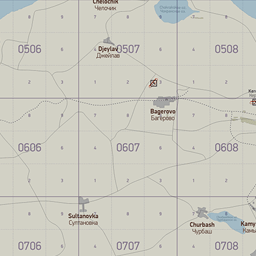 Chelochik
Челочик
0506
Djeylav
Джейлав
0507
0508
Bagerovo
Багерово
0606
0607
0608
Sultanovka
Султановка
Churbash
Чурбаш
0706
0707
0708